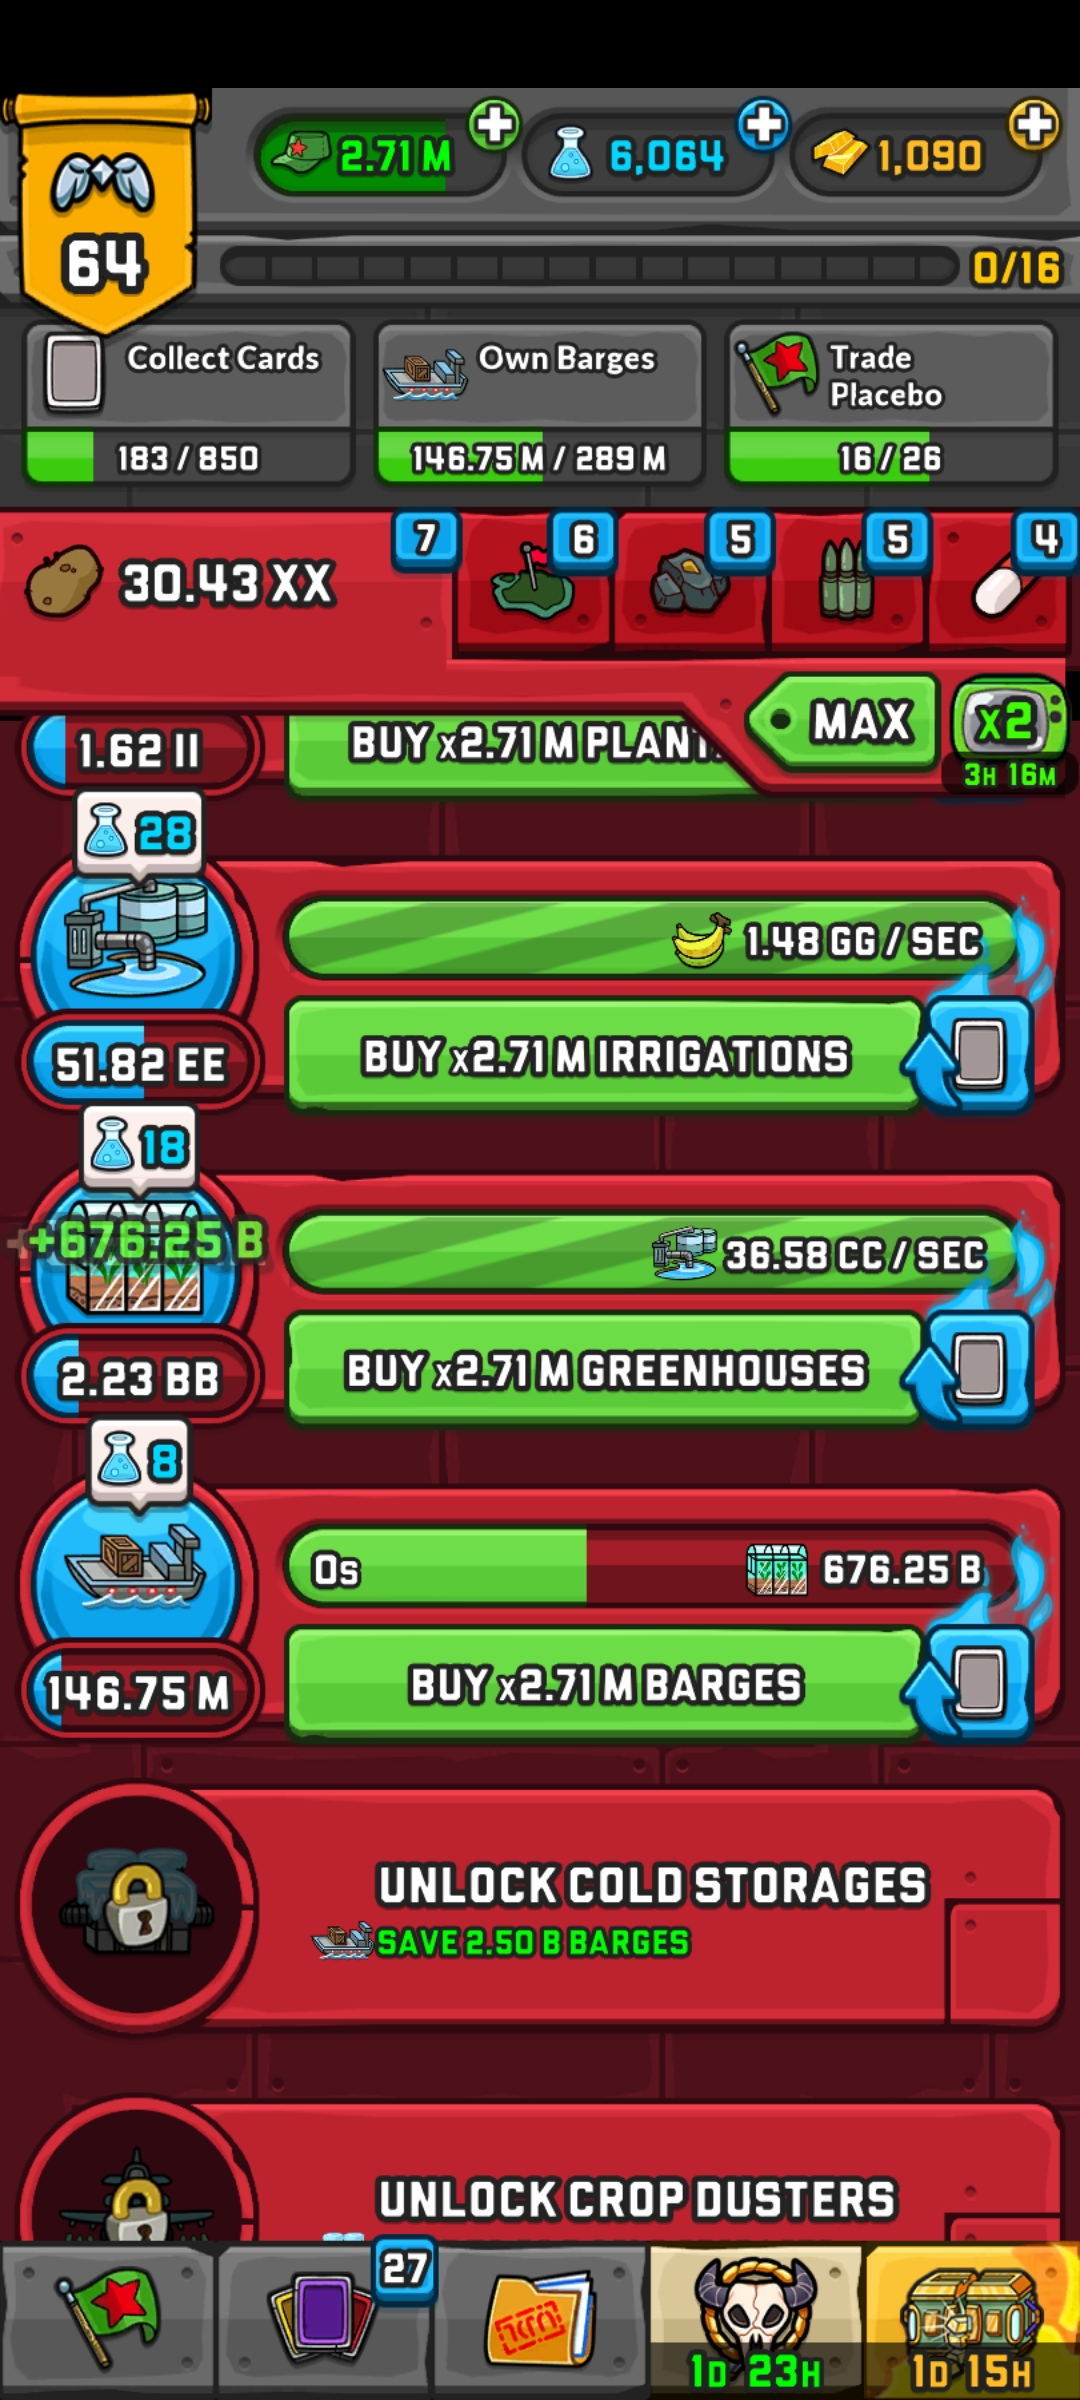 2.71 M
6,064
1,090
64
0/16
Collect Cards
183 / 850
Own Barges
146.75 M / 289 M
Trade
Placebo
16 / 26
30.43 XX
7
6
5
5
4
MAX
x2
3H 16M
1.62 II
BUY x2.71 M PLANT
28
1.48 GG / SEC
51.82 EE
BUY x2.71 M IRRIGATIONS
18
+676.25 B
36.58 CC / SEC
2.23 BB
BUY x2.71 M GREENHOUSES
8
0s
676.25 B
146.75 M
BUY x2.71 M BARGES
UNLOCK COLD STORAGES
SAVE 2.50 B BARGES
UNLOCK CROP DUSTERS
27
1D 23H
1D 15H